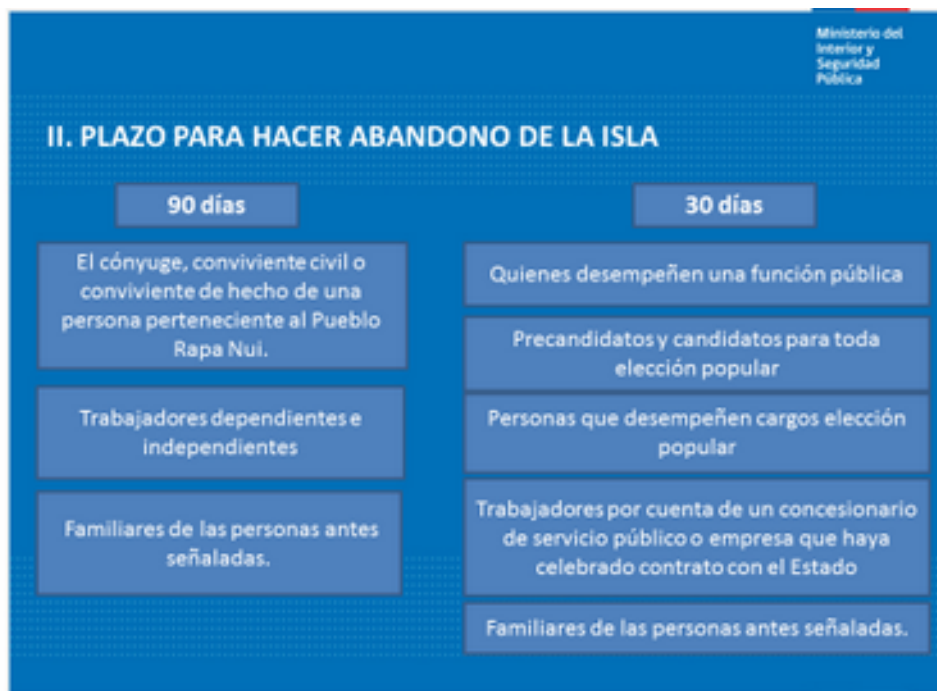 Ministerio del
Interior y
Seguridad
Pública
II. PLAZO PARA HACER ABANDONO DE LA ISLA
90 días
El cónyuge, conviviente civil o
conviviente de hecho de una
persona perteneciente al Pueblo
Rapa Nui.
Trabajadores dependientes e
independientes
Familiares de las personas antes
señaladas.
30 días
Quienes desempeñen una función pública
Precandidatos y candidatos para toda
elección popular
Personas que desempeñen cargos elección
popular
Trabajadores por cuenta de un concesionario
de servicio público o empresa que haya
celebrado contrato con el Estado
Familiares de las personas antes señaladas.